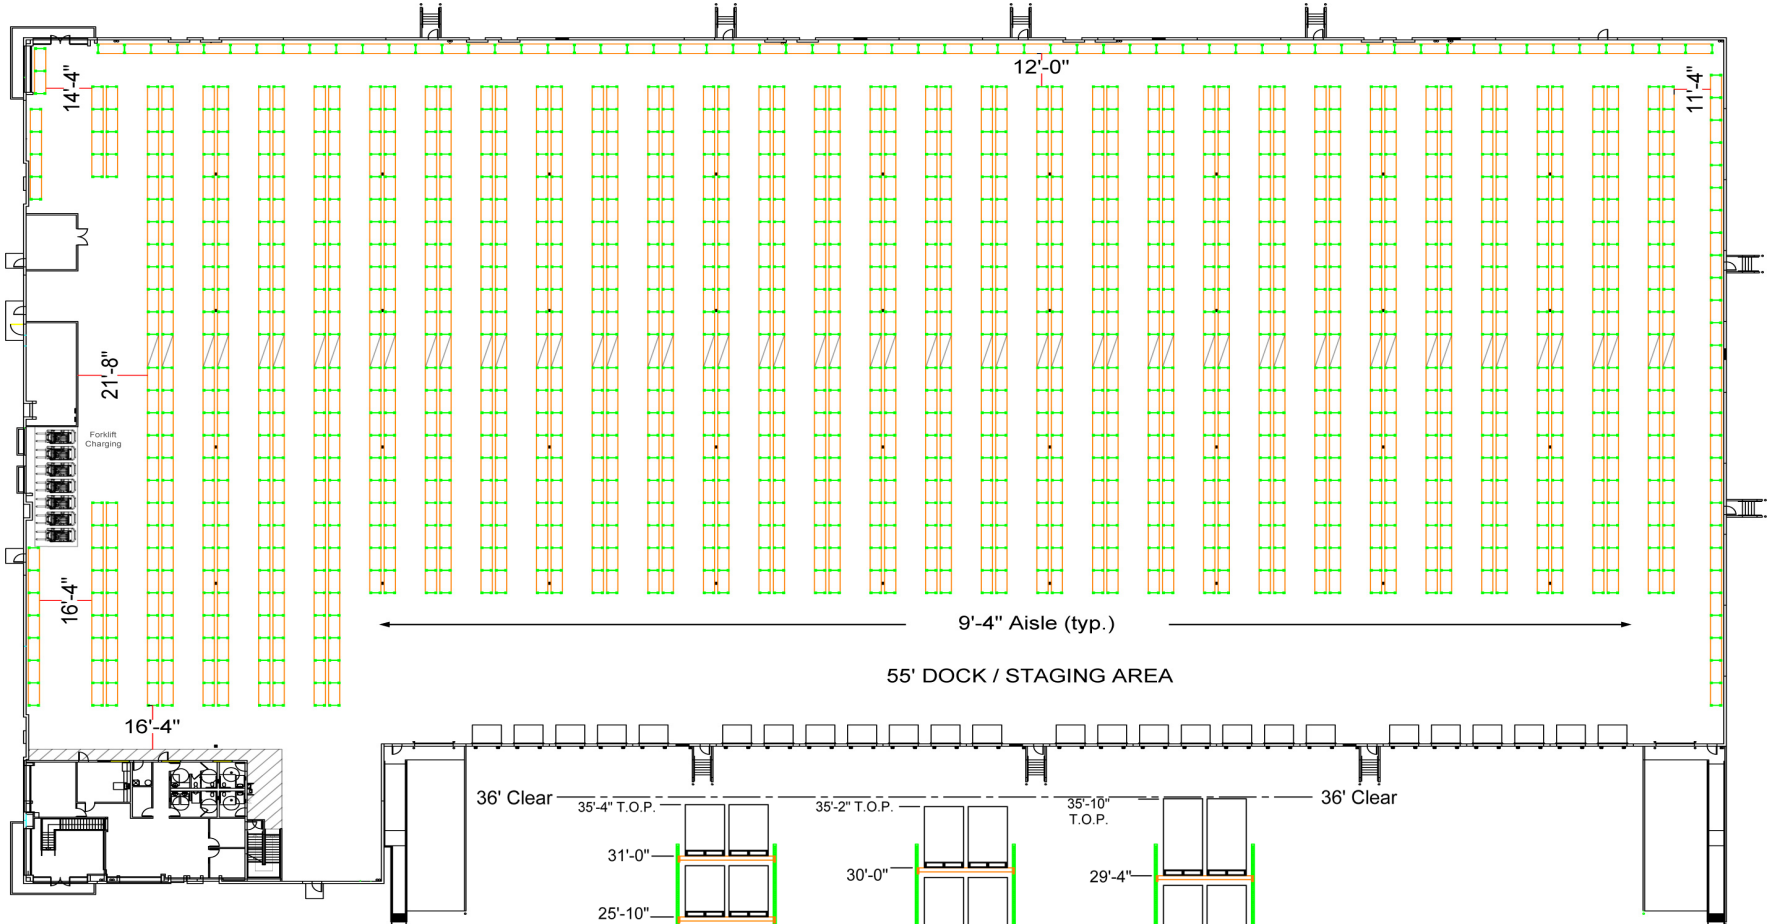 14'-4"
12'-0"
11'-4"
21'-8"
Forklift
Charging
16'-4"
9'-4" Aisle (typ.)
55' DOCK / STAGING AREA
16'-4"
36' Clear
36' Clear
35'-4" T.O.P.
35'-2" T.O.P.
35'-10"
T.O.P.
31'-0"
30'-0"
29'-4"
25'-10"